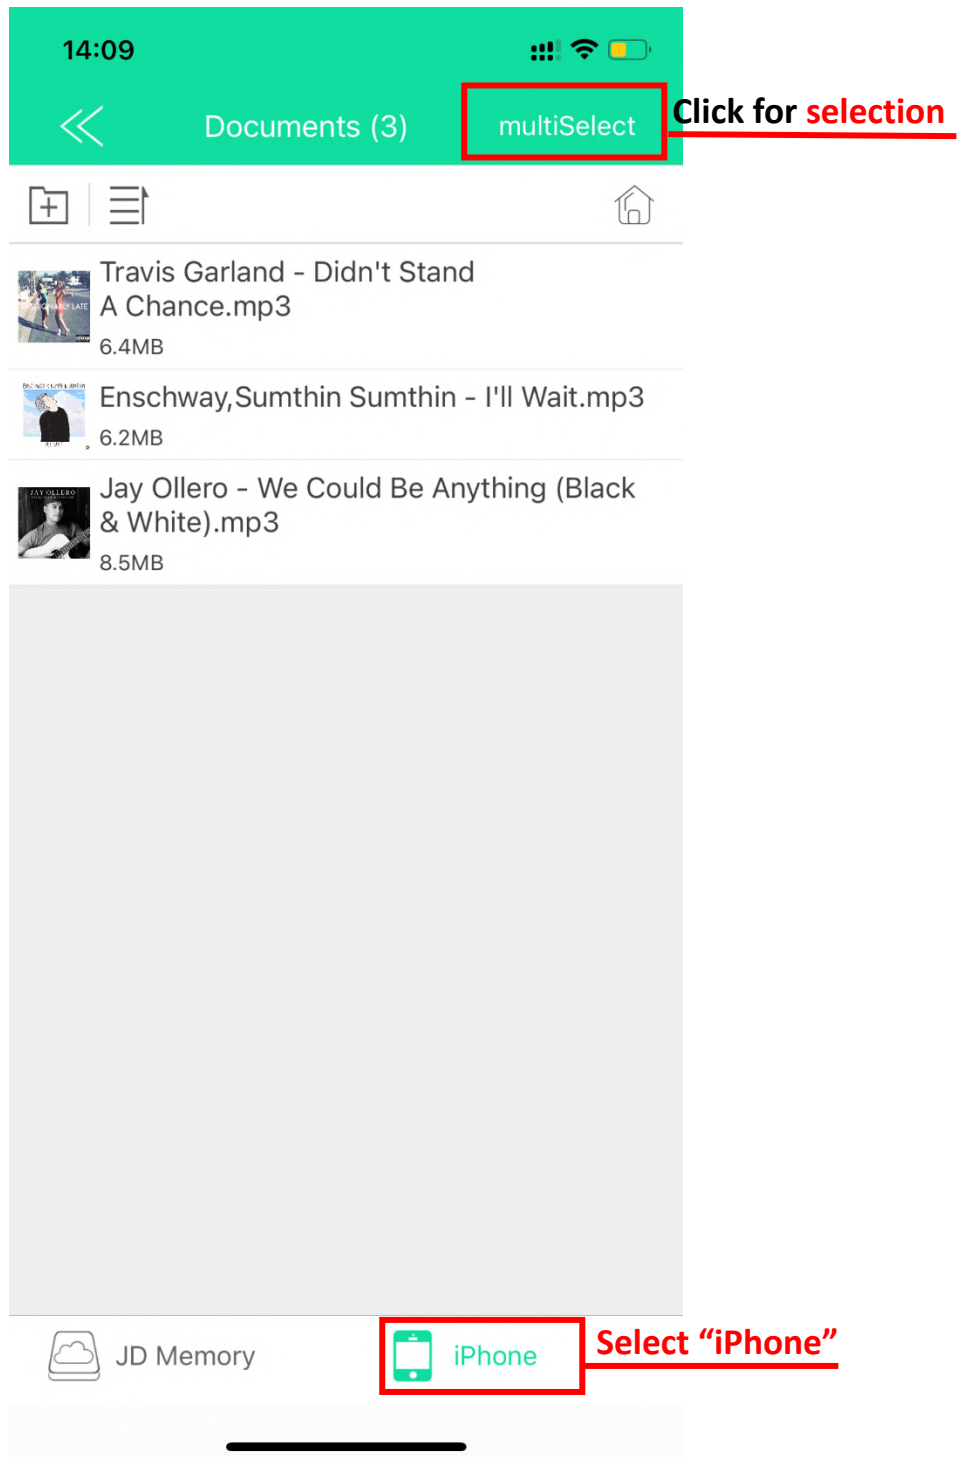 14:09
Documents (3)
multiSelect
Click for selection
Travis Garland - Didn't Stand
A Chance.mp3
6.4MB
Enschway,Sumthin Sumthin - I'll Wait.mp3
6.2MB
JAY OLLERO
Jay Ollero - We Could Be Anything (Black
& White).mp3
8.5MB
JD Memory
iPhone
Select “iPhone”